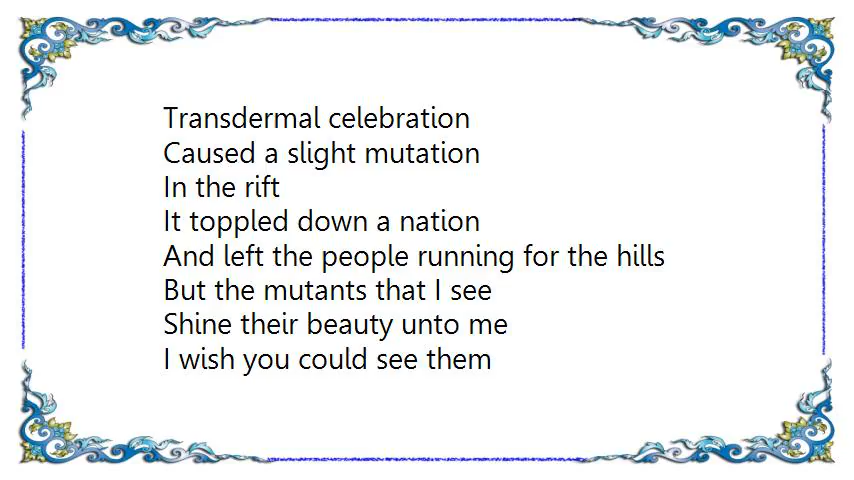 Transdermal celebration
Caused a slight mutation
In the rift
It toppled down a nation
And left the people running for the hills
But the mutants that I see
Shine their beauty unto me
I wish you could see them